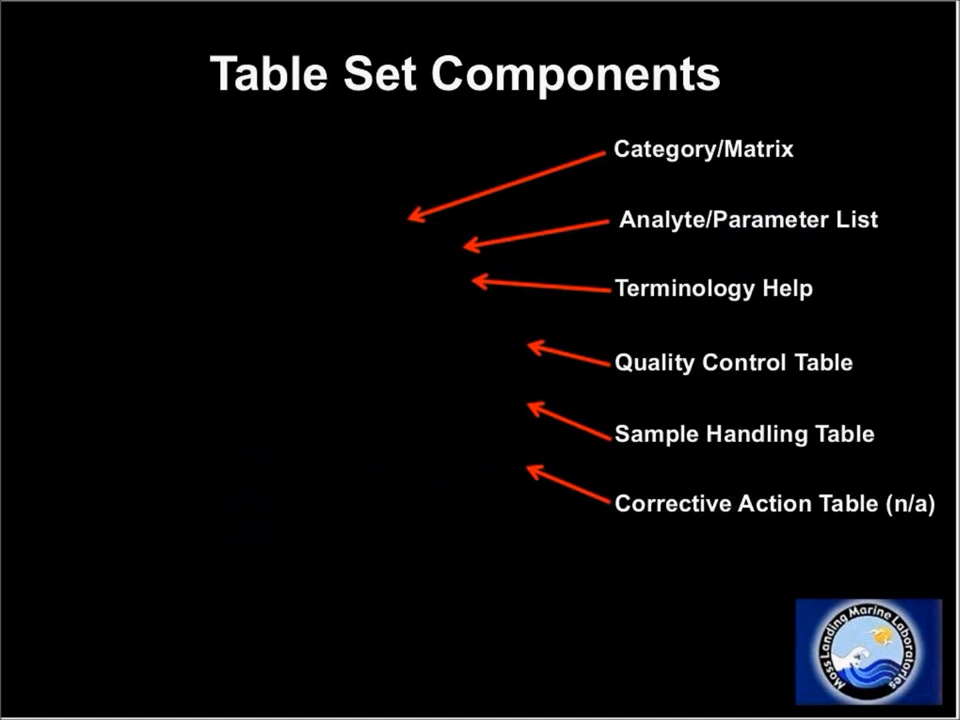 Table Set Components
Category/Matrix
Analyte/Parameter List
Terminology Help
Quality Control Table
Sample Handling Table
Corrective Action Table (n/a)
Moss Landing Marine Laboratories